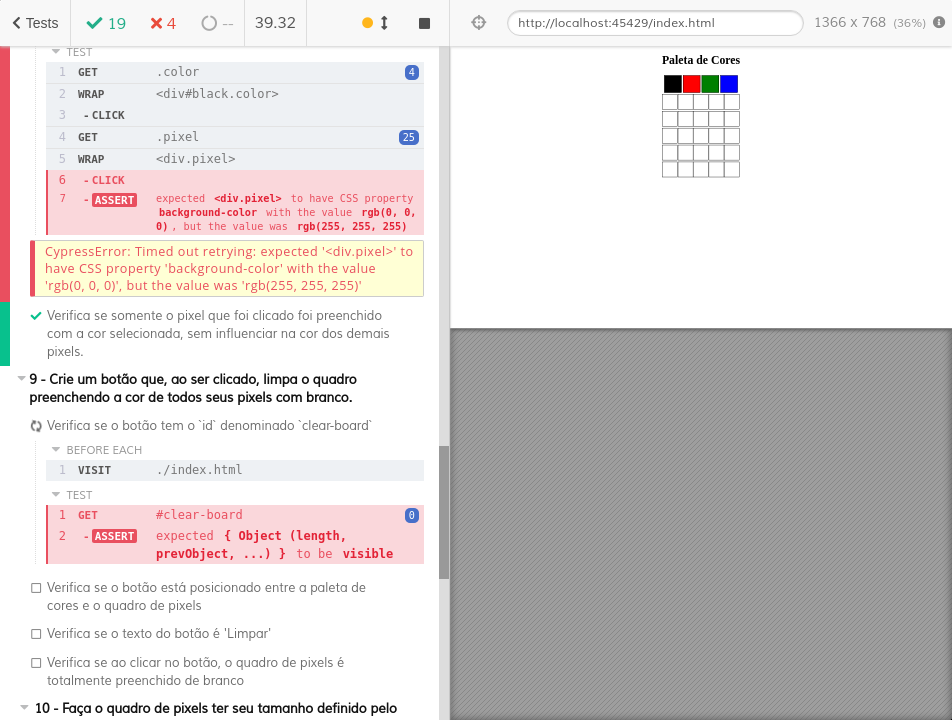 Tests 19 4 -- 39.32 http://localhost:45429/index.html 1366 x 768 (36%)
TEST
1 GET .color 4
2 WRAP <div#black.color>
3 - CLICK
4 GET .pixel 25
5 WRAP <div.pixel>
6 - CLICK
7 - ASSERT expected <div.pixel> to have CSS property
background-color with the value rgb(0, 0,
0) , but the value was rgb(255, 255, 255)
CypressError: Timed out retrying: expected '<div.pixel>' to
have CSS property 'background-color' with the value
'rgb(0, 0, 0)', but the value was 'rgb(255, 255, 255)'
Verifica se somente o pixel que foi clicado foi preenchido
com a cor selecionada, sem influenciar na cor dos demais
pixels.
9 - Crie um botão que, ao ser clicado, limpa o quadro
preenchendo a cor de todos seus pixels com branco.
Verifica se o botão tem o `id` denominado `clear-board`
BEFORE EACH
1 VISIT ./index.html
TEST
1 GET #clear-board 0
2 - ASSERT expected { Object (length,
prevObject, ...) } to be visible
Verifica se o botão está posicionado entre a paleta de
cores e o quadro de pixels
Verifica se o texto do botão é 'Limpar'
Verifica se ao clicar no botão, o quadro de pixels é
totalmente preenchido de branco
10 - Faça o quadro de pixels ter seu tamanho definido pelo
Paleta de Cores